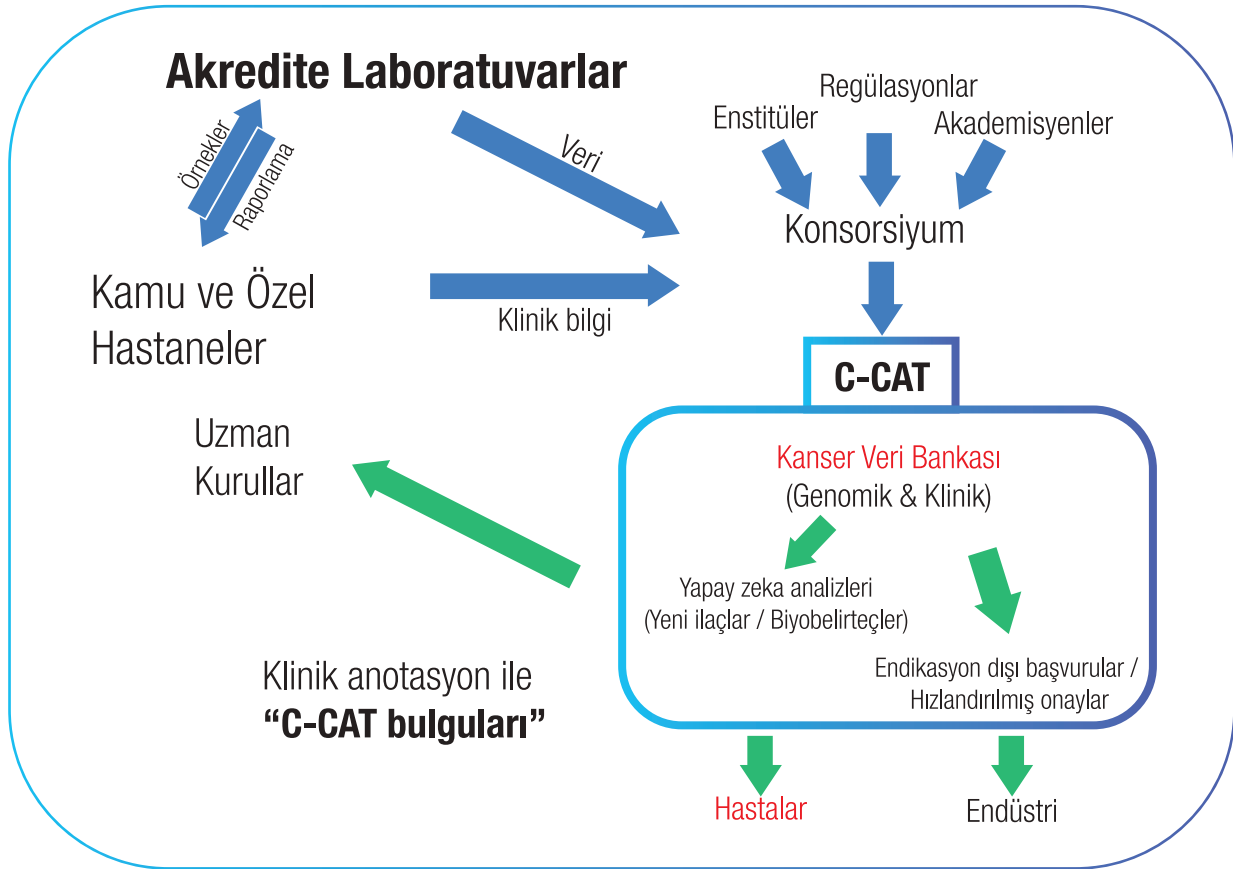 Akredite Laboratuvarlar
Örnekler
Raporlama
Veri
Regülasyonlar
Enstitüler
Akademisyenler
Konsorsiyum
Kamu ve Özel
Hastaneler
Klinik bilgi
C-CAT
Uzman
Kurullar
Kanser Veri Bankası
(Genomik & Klinik)
Yapay zeka analizleri
(Yeni ilaçlar / Biyobelirteçler)
Endikasyon dışı başvurular /
Hızlandırılmış onaylar
Klinik anotasyon ile
“C-CAT bulguları”
Hastalar
Endüstri